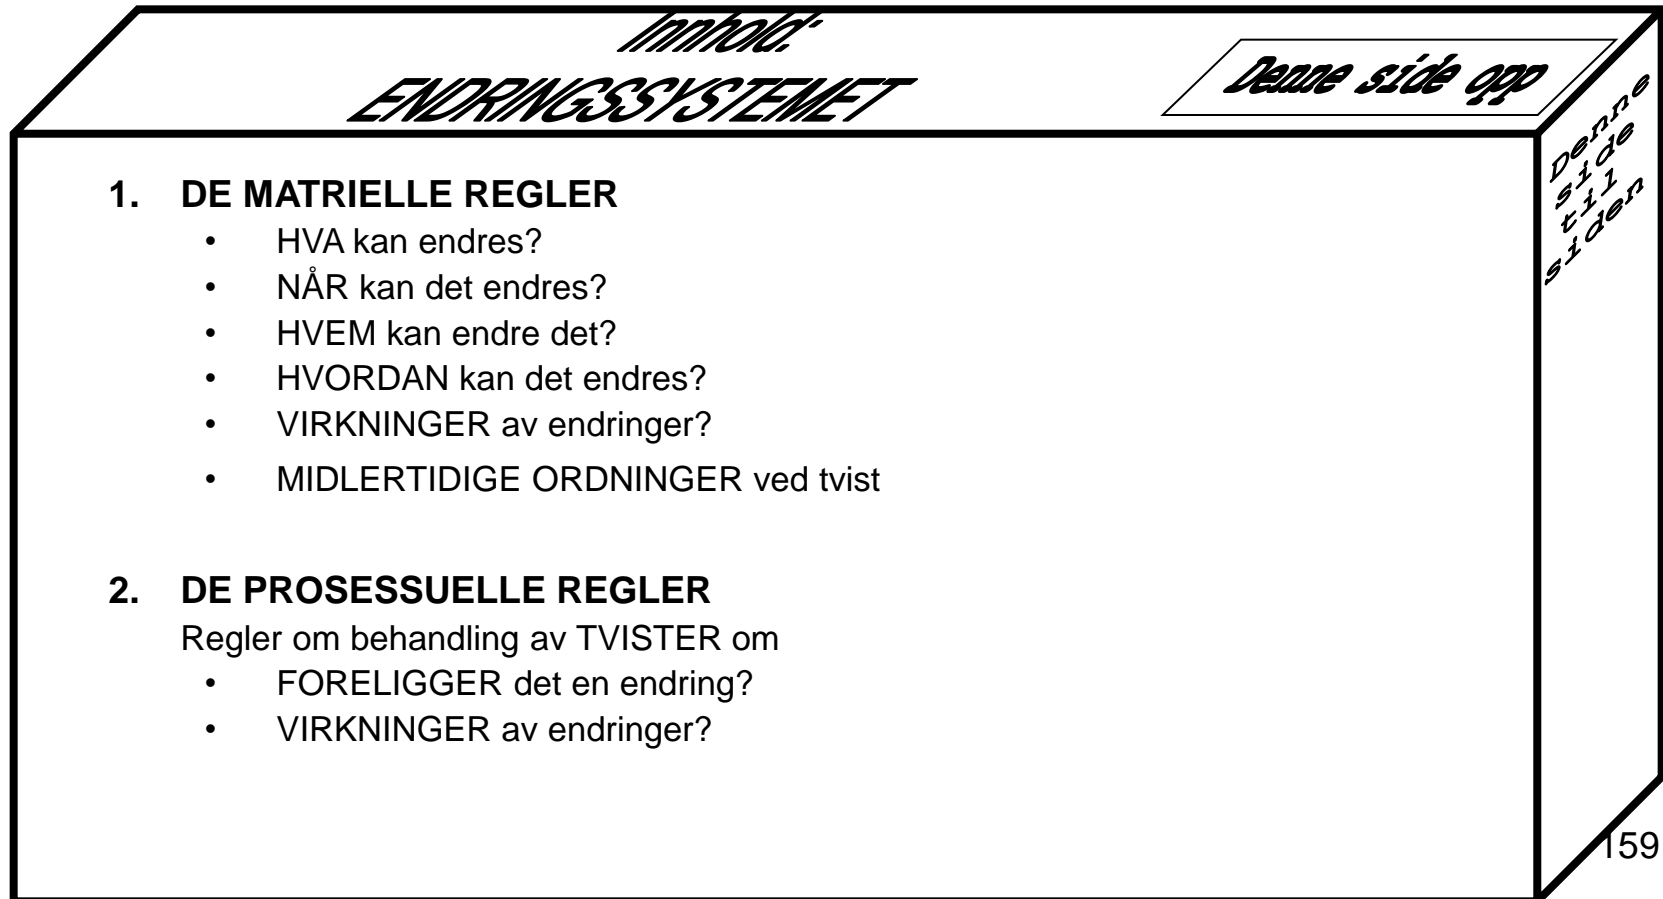 Innhold:
ENDRINGSSYSTEMET
Denne side opp
Denne
side
til
siden
1. DE MATRIELLE REGLER
• HVA kan endres?
• NÅR kan det endres?
• HVEM kan endre det?
• HVORDAN kan det endres?
• VIRKNINGER av endringer?
• MIDLERTIDIGE ORDNINGER ved tvist
2. DE PROSESSUELLE REGLER
Regler om behandling av TVISTER om
• FORELIGGER det en endring?
• VIRKNINGER av endringer?
159